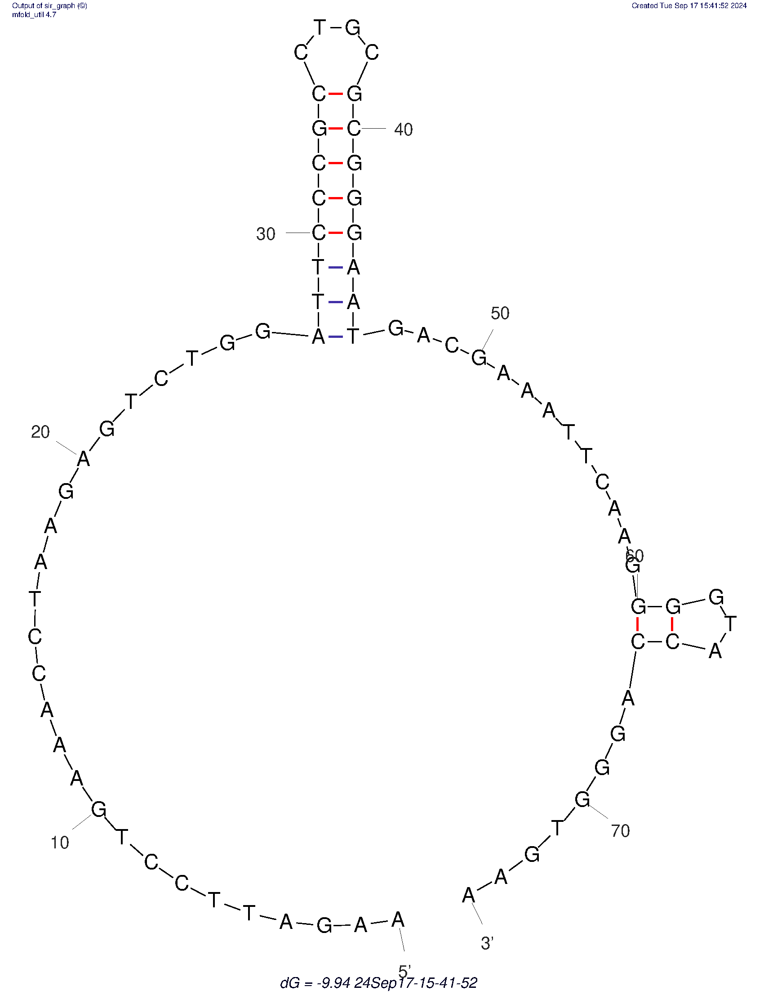 Output of sir_graph (©)
mfold_util 4.7
Created Tue Sep 17 15:41:52 2024
T G
C C
C G
G C 40
C G
C G
30 C G
T A
T A
G G A T G A C G 50
T A
C A
T A
G T
20 A T
G C
A A
A A
T G 60
C G G G
C T
A C C A
A A
A G
G 10 G
T G 70
C T
C G
T A
T A
A G A A
5' 3'
dG = -9.94 24Sep17-15-41-52